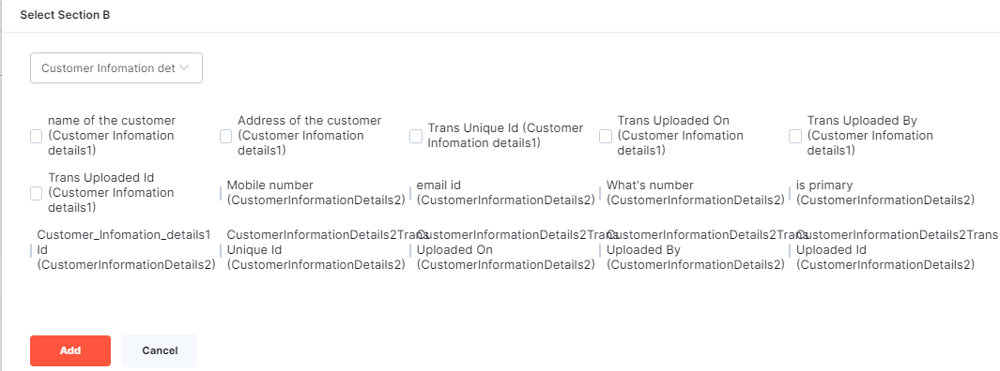 Select Section B
Customer Infomation det
name of the customer
(Customer Infomation
details1)
Address of the customer
(Customer Infomation
details1)
Trans Unique Id (Customer
Infomation details1)
Trans Uploaded On
(Customer Infomation
details1)
Trans Uploaded By
(Customer Infomation
details1)
Trans Uploaded Id
(Customer Infomation
details1)
Mobile number
(CustomerInformationDetails2)
email id
(CustomerInformationDetails2)
What's number
(CustomerInformationDetails2)
is primary
(CustomerInformationDetails2)
Customer_Infomation_details1
Id
(CustomerInformationDetails2)
CustomerInformationDetails2Trans
Unique Id
(CustomerInformationDetails2)
CustomerInformationDetails2Trans
Uploaded On
(CustomerInformationDetails2)
CustomerInformationDetails2Trans
Uploaded By
(CustomerInformationDetails2)
CustomerInformationDetails2Trans
Uploaded Id
(CustomerInformationDetails2)
Add
Cancel